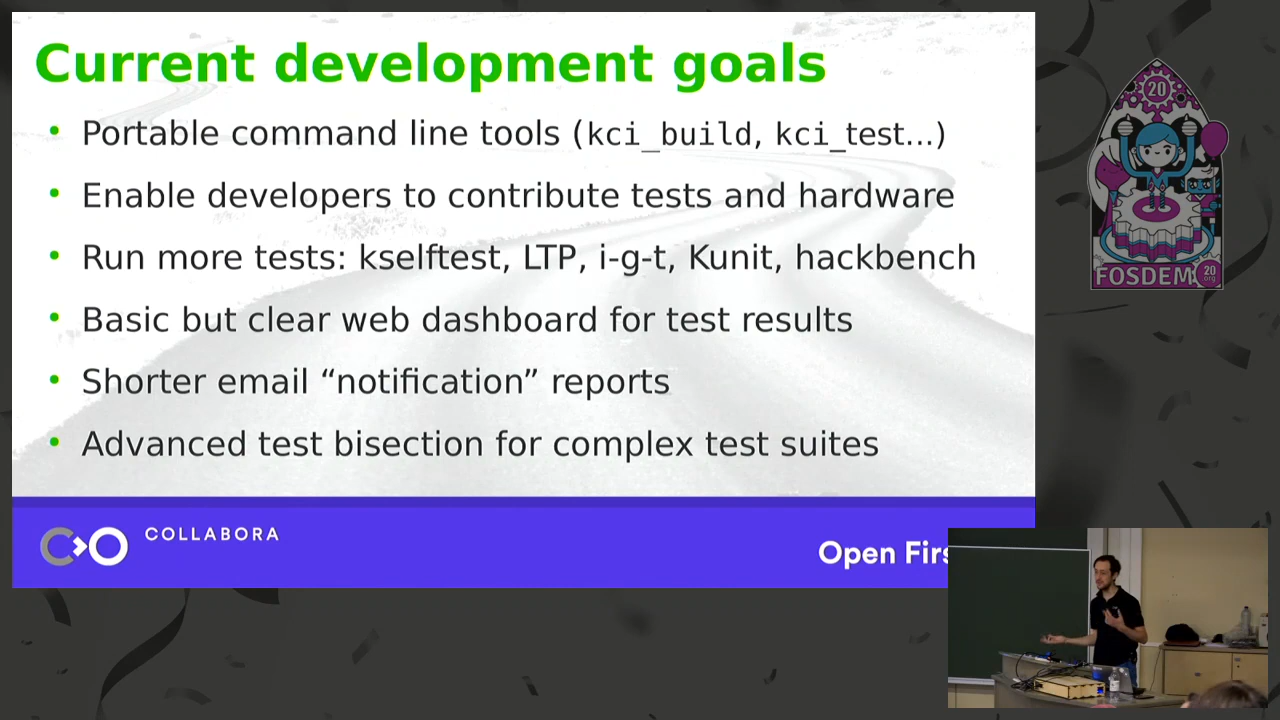 Current development goals
• Portable command line tools (kci_build, kci_test...)
• Enable developers to contribute tests and hardware
• Run more tests: kselftest, LTP, i-g-t, Kunit, hackbench
• Basic but clear web dashboard for test results
• Shorter email “notification” reports
• Advanced test bisection for complex test suites
COLLABORA
Open Firs
20
FOSDEM
20
org